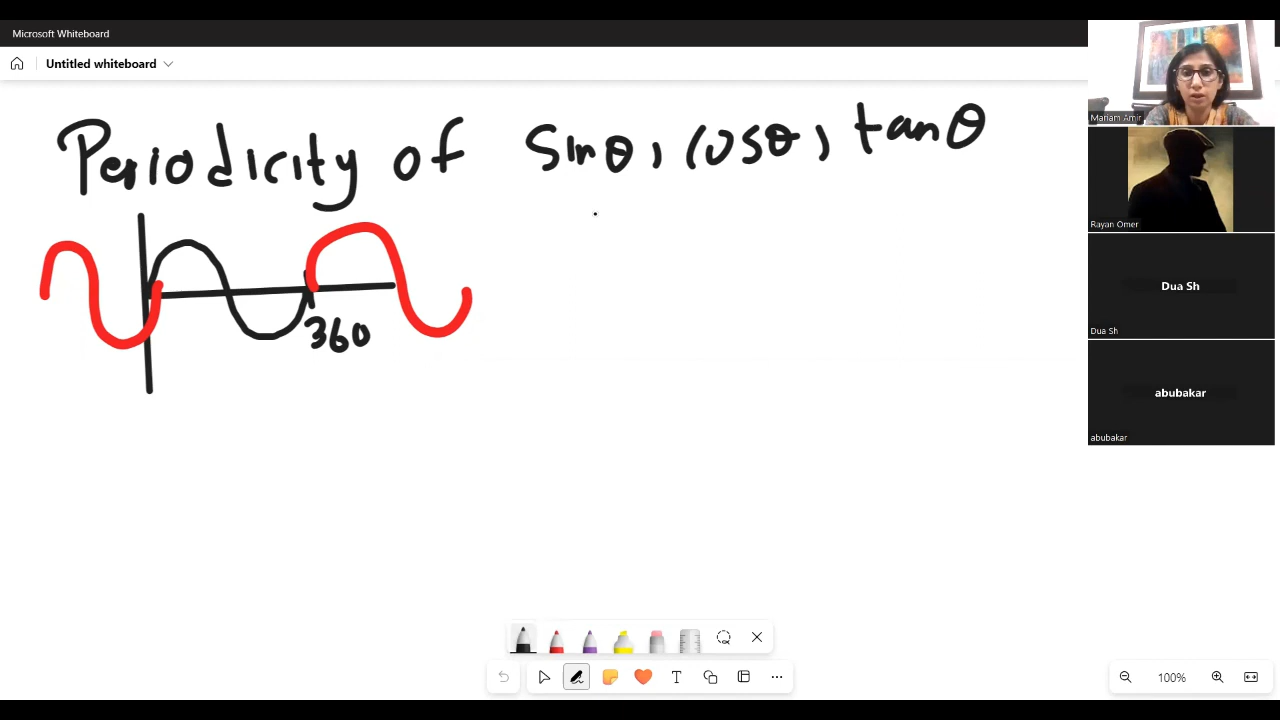 Microsoft Whiteboard
Untitled whiteboard
Periodicity of sinθ, cosθ, tanθ
360
Mariam Amir
Rayan Omer
Dua Sh
Dua Sh
abubakar
abubakar
T
100%